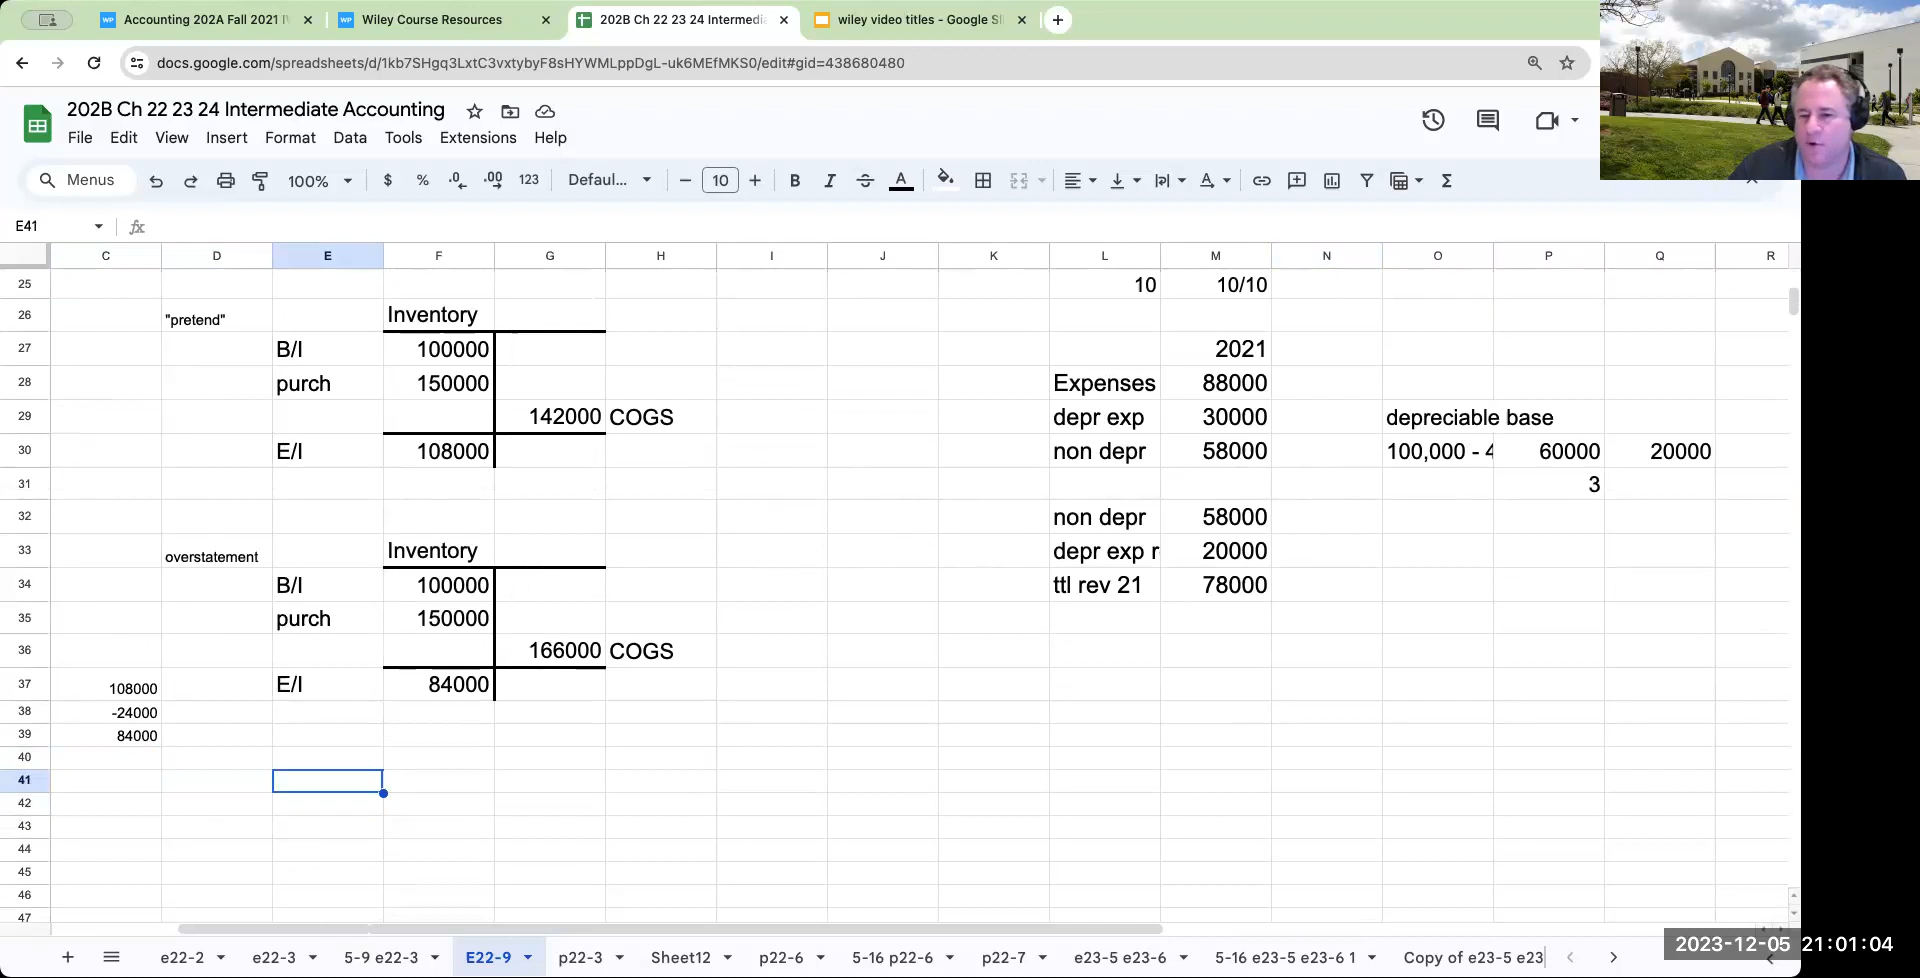 Accounting 202A Fall 2021
Wiley Course Resources
202B Ch 22 23 24 Intermedi
wiley video titles - Google Sl
docs.google.com/spreadsheets/d/1kb7SHgq3LxtC3vxtybyF8sHYWMLppDgL-uk6MEfMKS0/edit#gid=438680480
202B Ch 22 23 24 Intermediate Accounting
File Edit View Insert Format Data Tools Extensions Help
Menus 100% $ % .0 .00 123 Defaul... − 10 + B I S A Σ
E41 fx
C D E F G H I J K L M N O P Q R
25 10 10/10
26 "pretend" Inventory
27 B/I 100000 2021
28 purch 150000 Expenses 88000
29 142000 COGS depr exp 30000 depreciable base
30 E/I 108000 non depr 58000 100,000 - 4 60000 20000
31 3
32 non depr 58000
33 overstatement Inventory depr exp r 20000
34 B/I 100000 ttl rev 21 78000
35 purch 150000
36 166000 COGS
37 108000 E/I 84000
38 -24000
39 84000
40
41
42
43
44
45
46
47
e22-2 e22-3 5-9 e22-3 E22-9 p22-3 Sheet12 p22-6 5-16 p22-6 p22-7 e23-5 e23-6 5-16 e23-5 e23-6 1 Copy of e23-5 e23
2023-12-05 21:01:04